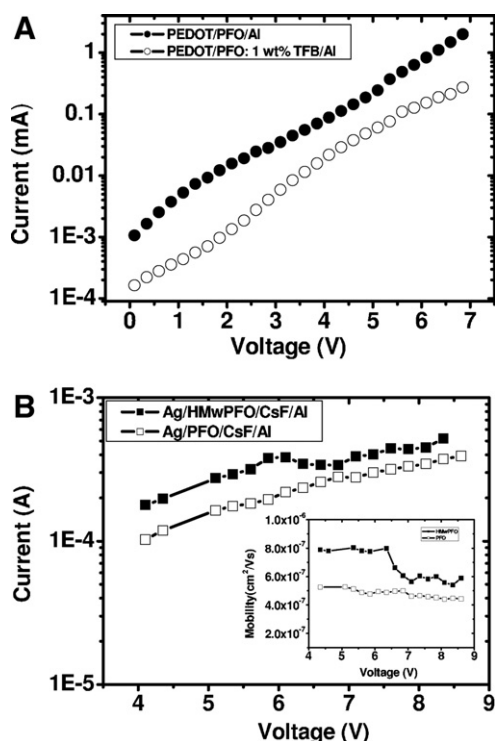 A
PEDOT/PFO/Al
PEDOT/PFO: 1 wt% TFB/Al
Current (mA)
1
0.1
0.01
1E-3
1E-4
0 1 2 3 4 5 6 7
Voltage (V)
B
Ag/HMwPFO/CsF/Al
Ag/PFO/CsF/Al
Current (A)
1E-3
1E-4
1E-5
4 5 6 7 8 9
Voltage (V)
HMwPFO
PFO
Mobility(cm²/Vs)
8.0x10⁻⁶
8.0x10⁻⁷
6.0x10⁻⁷
4.0x10⁻⁷
2.0x10⁻⁷
4 5 6 7 8 9
Voltage (V)